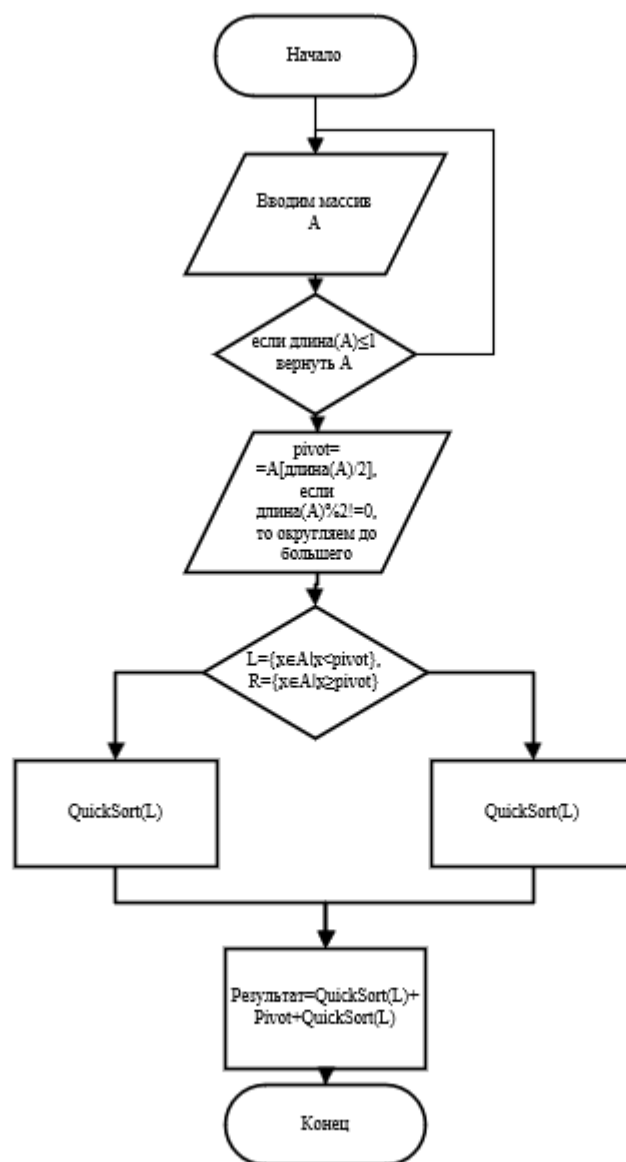 Начало
Вводим массив
А
если длина(А)≤1
вернуть А
pivot=
=А[длина(А)/2],
если
длина(А)%2!=0,
то округляем до
большего
L={x∈A|x<pivot},
R={x∈A|x≥pivot}
QuickSort(L)
QuickSort(L)
Результат=QuickSort(L)+
Pivot+QuickSort(L)
Конец